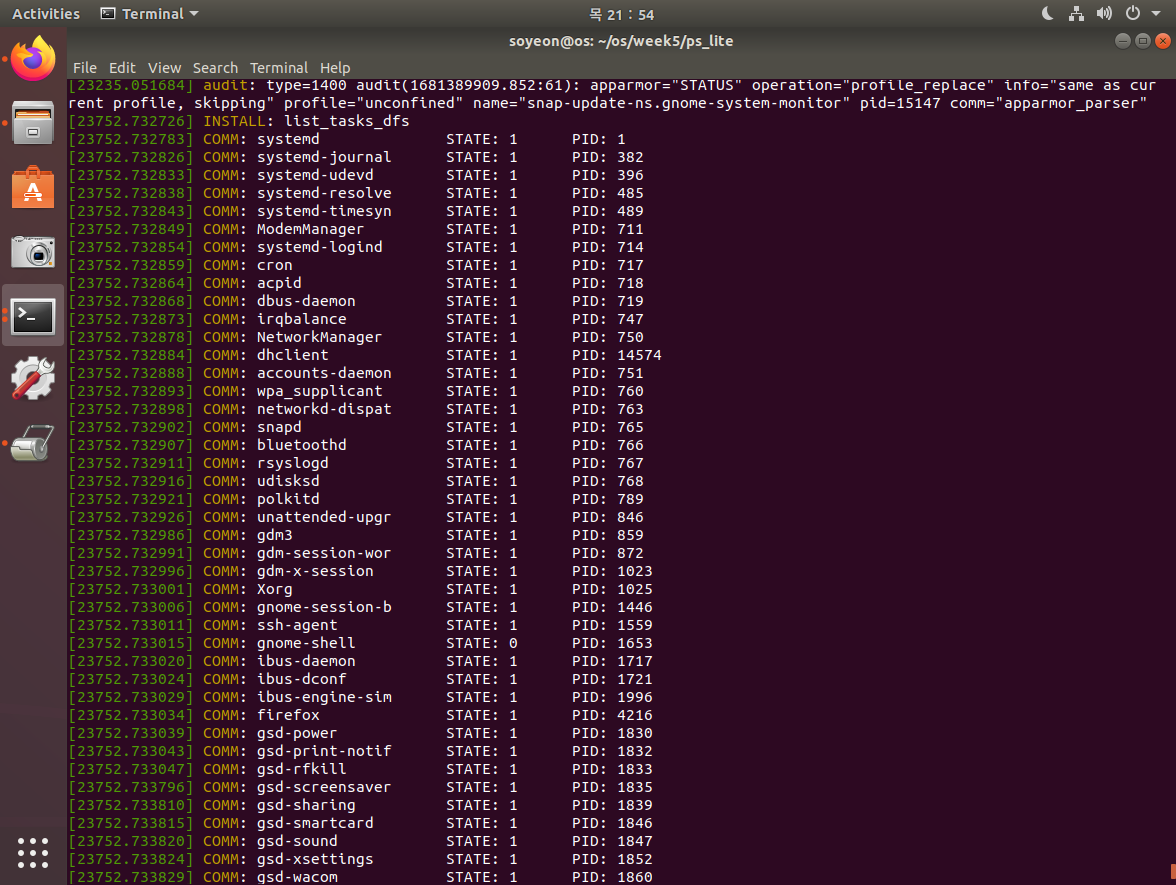 Activities Terminal 목 21 : 54
soyeon@os: ~/os/week5/ps_lite
File Edit View Search Terminal Help
[23235.051684] audit: type=1400 audit(1681389909.852:61): apparmor="STATUS" operation="profile_replace" info="same as cur
rent profile, skipping" profile="unconfined" name="snap-update-ns.gnome-system-monitor" pid=15147 comm="apparmor_parser"
[23752.732726] INSTALL: list_tasks_dfs
[23752.732783] COMM: systemd STATE: 1 PID: 1
[23752.732826] COMM: systemd-journal STATE: 1 PID: 382
[23752.732833] COMM: systemd-udevd STATE: 1 PID: 396
[23752.732838] COMM: systemd-resolve STATE: 1 PID: 485
[23752.732843] COMM: systemd-timesyn STATE: 1 PID: 489
[23752.732849] COMM: ModemManager STATE: 1 PID: 711
[23752.732854] COMM: systemd-logind STATE: 1 PID: 714
[23752.732859] COMM: cron STATE: 1 PID: 717
[23752.732864] COMM: acpid STATE: 1 PID: 718
[23752.732868] COMM: dbus-daemon STATE: 1 PID: 719
[23752.732873] COMM: irqbalance STATE: 1 PID: 747
[23752.732878] COMM: NetworkManager STATE: 1 PID: 750
[23752.732884] COMM: dhclient STATE: 1 PID: 14574
[23752.732888] COMM: accounts-daemon STATE: 1 PID: 751
[23752.732893] COMM: wpa_supplicant STATE: 1 PID: 760
[23752.732898] COMM: networkd-dispat STATE: 1 PID: 763
[23752.732902] COMM: snapd STATE: 1 PID: 765
[23752.732907] COMM: bluetoothd STATE: 1 PID: 766
[23752.732911] COMM: rsyslogd STATE: 1 PID: 767
[23752.732916] COMM: udisksd STATE: 1 PID: 768
[23752.732921] COMM: polkitd STATE: 1 PID: 789
[23752.732926] COMM: unattended-upgr STATE: 1 PID: 846
[23752.732986] COMM: gdm3 STATE: 1 PID: 859
[23752.732991] COMM: gdm-session-wor STATE: 1 PID: 872
[23752.732996] COMM: gdm-x-session STATE: 1 PID: 1023
[23752.733001] COMM: Xorg STATE: 1 PID: 1025
[23752.733006] COMM: gnome-session-b STATE: 1 PID: 1446
[23752.733011] COMM: ssh-agent STATE: 1 PID: 1559
[23752.733015] COMM: gnome-shell STATE: 0 PID: 1653
[23752.733020] COMM: ibus-daemon STATE: 1 PID: 1717
[23752.733024] COMM: ibus-dconf STATE: 1 PID: 1721
[23752.733029] COMM: ibus-engine-sim STATE: 1 PID: 1996
[23752.733034] COMM: firefox STATE: 1 PID: 4216
[23752.733039] COMM: gsd-power STATE: 1 PID: 1830
[23752.733043] COMM: gsd-print-notif STATE: 1 PID: 1832
[23752.733047] COMM: gsd-rfkill STATE: 1 PID: 1833
[23752.733796] COMM: gsd-screensaver STATE: 1 PID: 1835
[23752.733810] COMM: gsd-sharing STATE: 1 PID: 1839
[23752.733815] COMM: gsd-smartcard STATE: 1 PID: 1846
[23752.733820] COMM: gsd-sound STATE: 1 PID: 1847
[23752.733824] COMM: gsd-xsettings STATE: 1 PID: 1852
[23752.733829] COMM: gsd-wacom STATE: 1 PID: 1860